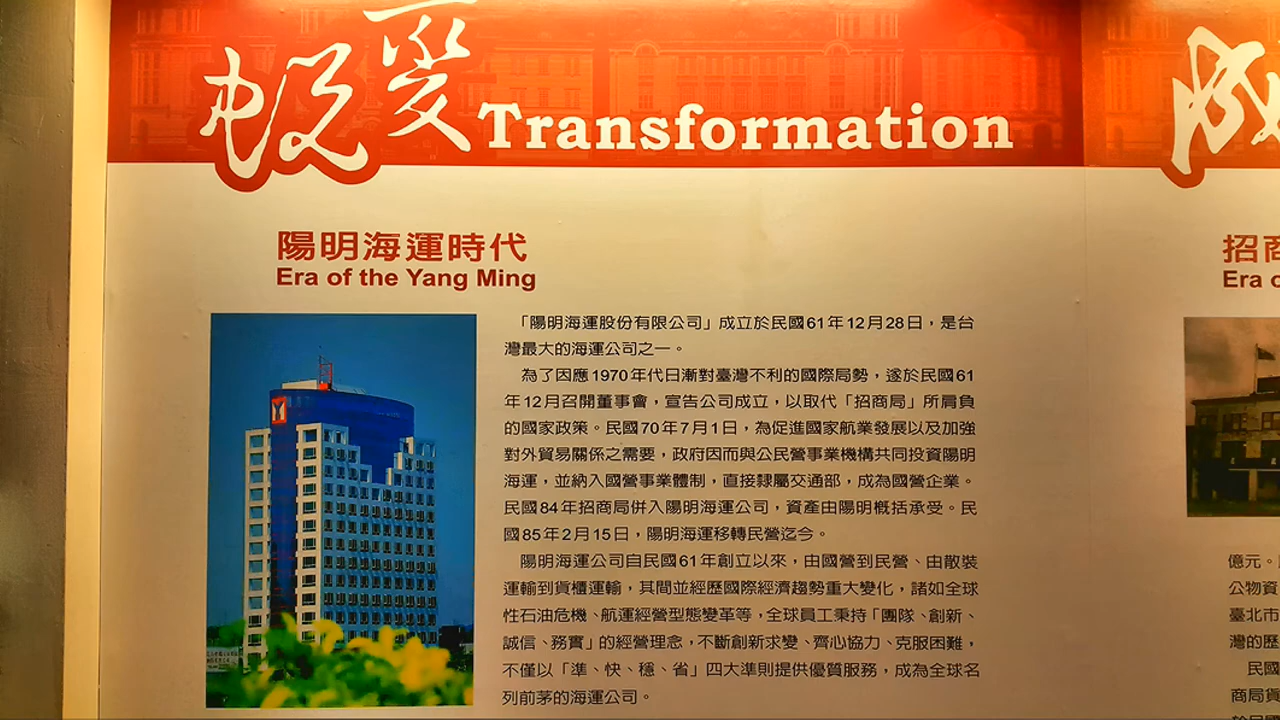 蛻變 Transformation
陽明海運時代
Era of the Yang Ming
「陽明海運股份有限公司」成立於民國61年12月28日，是台
灣最大的海運公司之一。
為了因應1970年代日漸對臺灣不利的國際局勢，遂於民國61
年12月召開董事會，宣告公司成立，以取代「招商局」所肩負
的國家政策。民國70年7月1日，為促進國家航業發展以及加強
對外貿易關係之需要，政府因而與公民營事業機構共同投資陽明
海運，並納入國營事業體制，直接隸屬交通部，成為國營企業。
民國84年招商局併入陽明海運公司，資產由陽明概括承受。民
國85年2月15日，陽明海運移轉民營迄今。
陽明海運公司自民國61年創立以來，由國營到民營、由散裝
運輸到貨櫃運輸，其間並經歷國際經濟趨勢重大變化，諸如全球
性石油危機、航運經營型態變革等，全球員工秉持「團隊、創新、
誠信、務實」的經營理念，不斷創新求變、齊心協力、克服困難，
不僅以「準、快、穩、省」四大準則提供優質服務，成為全球名
列前茅的海運公司。
成
招商
Era o
億元。
公物資
臺北市
灣的歷
民國
商局貨